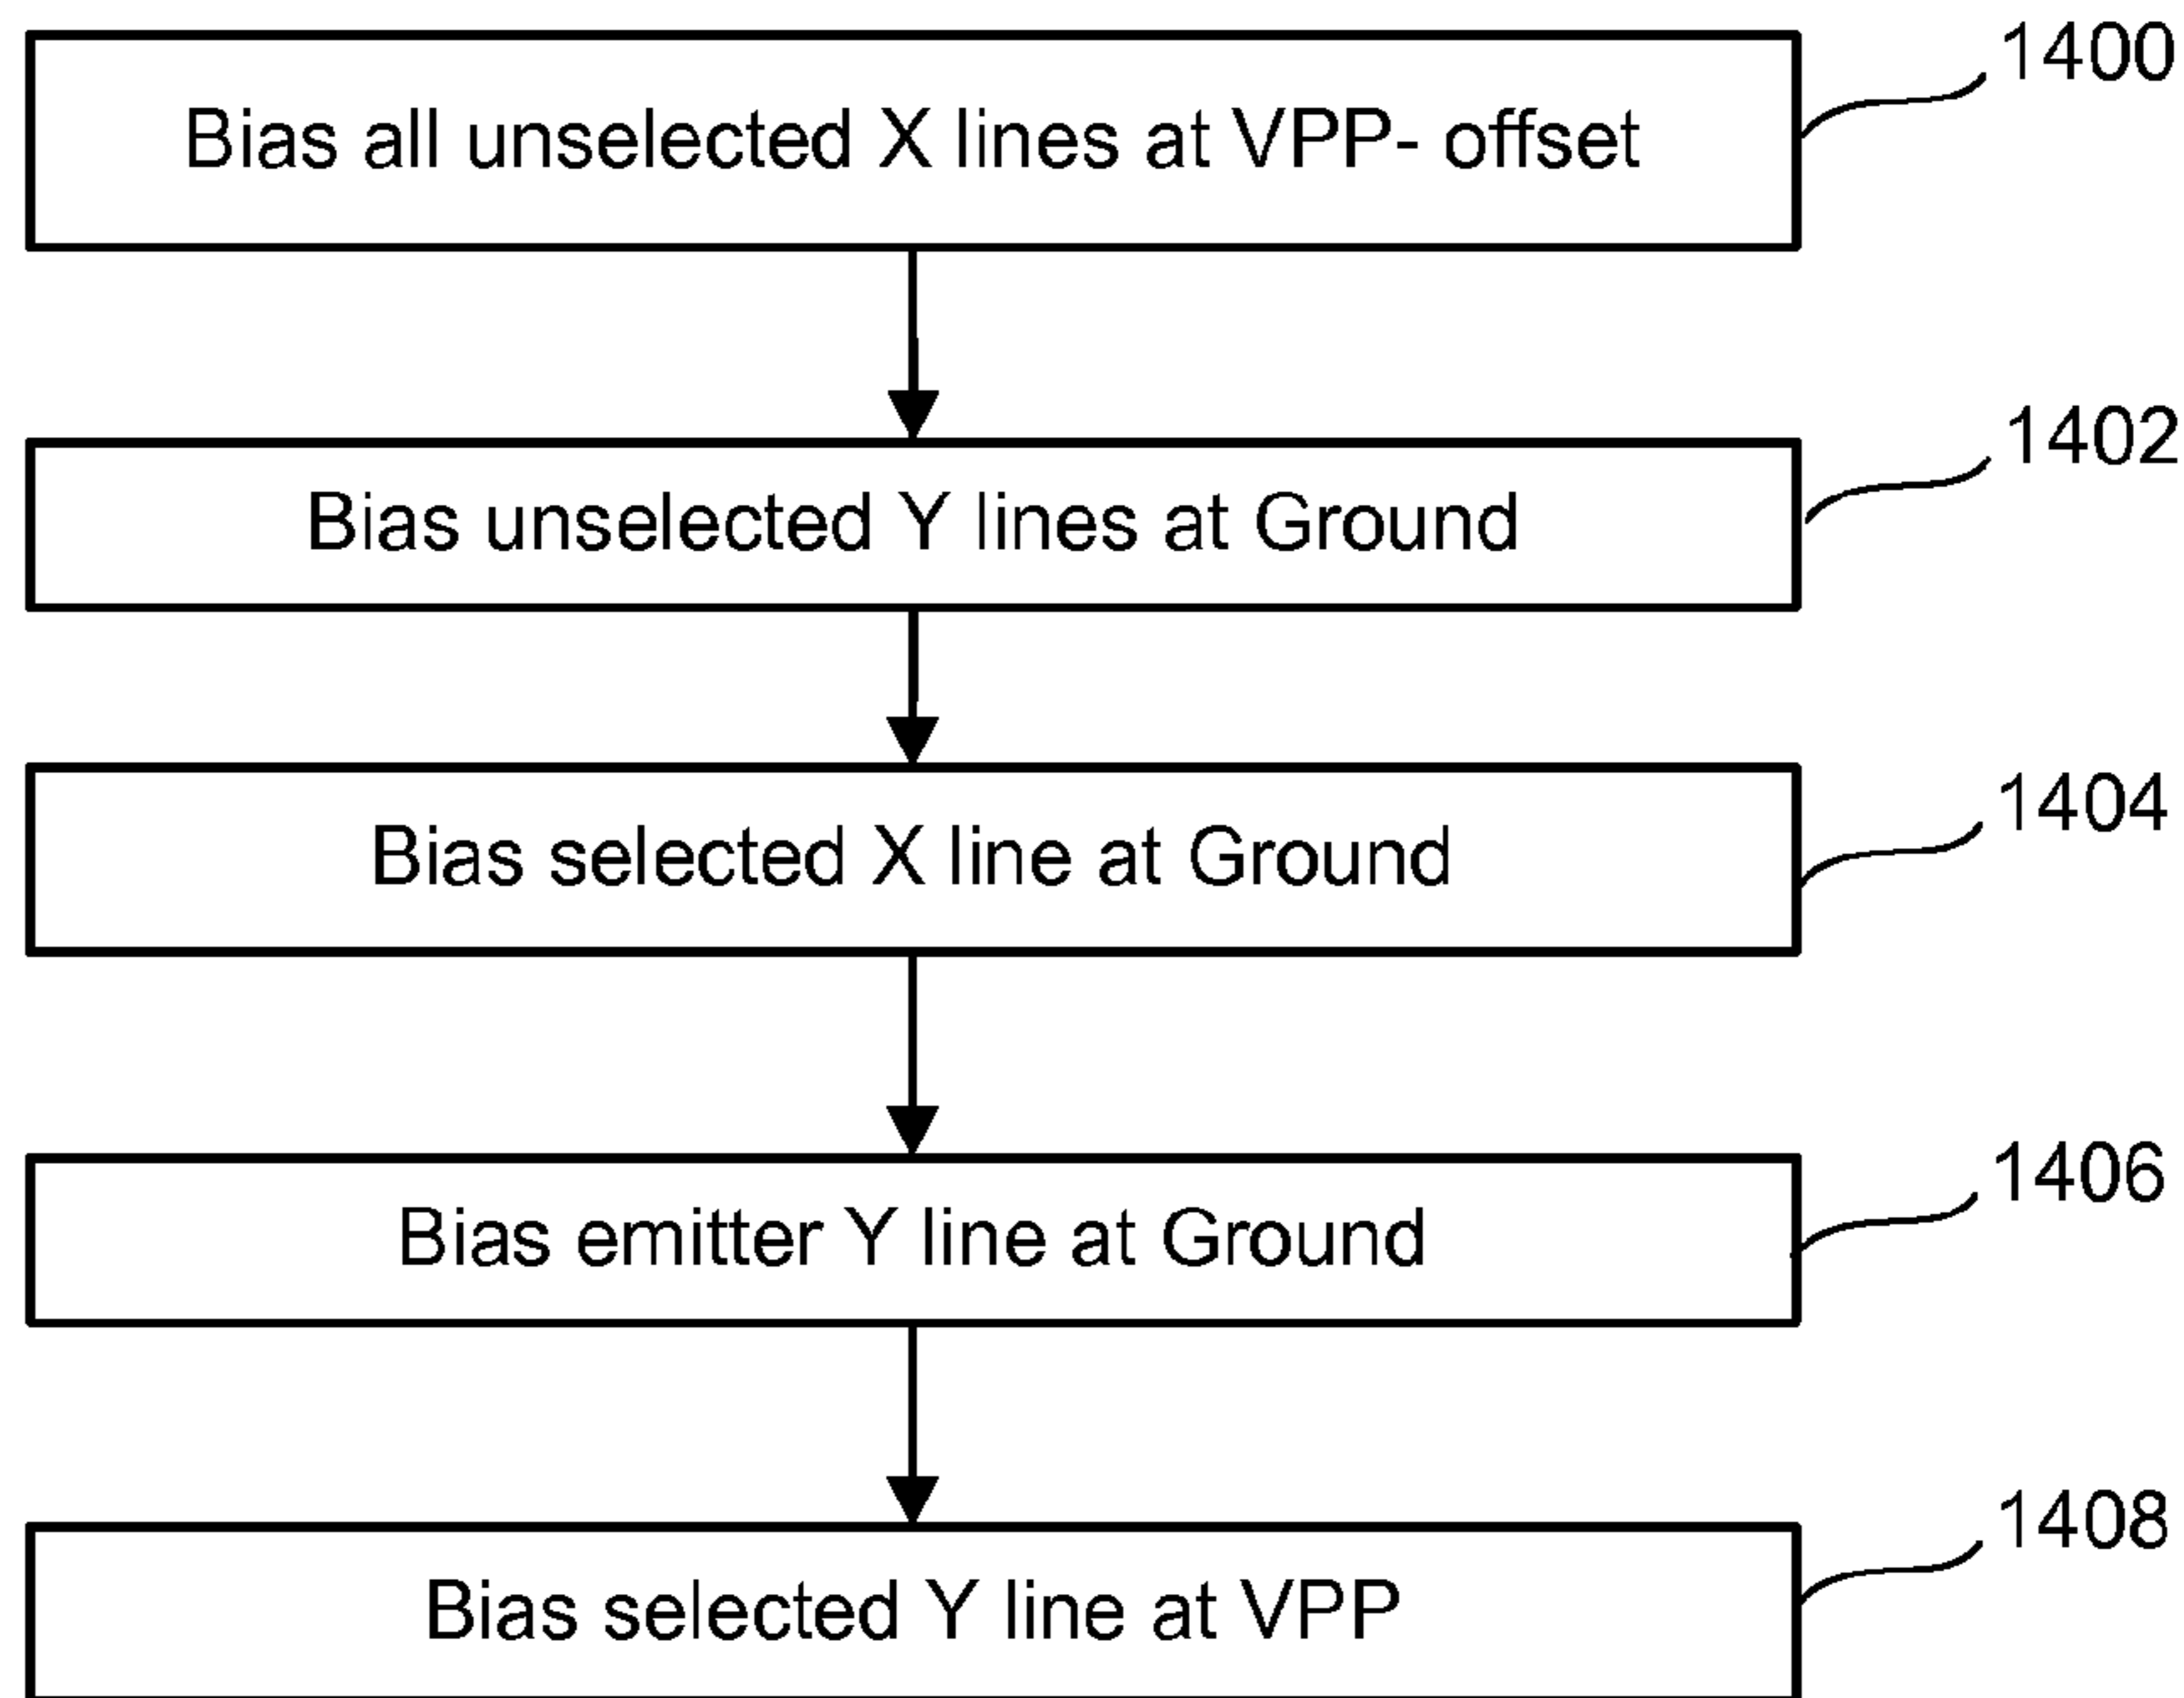 1400
Bias all unselected X lines at VPP- offset
1402
Bias unselected Y lines at Ground
1404
Bias selected X line at Ground
1406
Bias emitter Y line at Ground
1408
Bias selected Y line at VPP